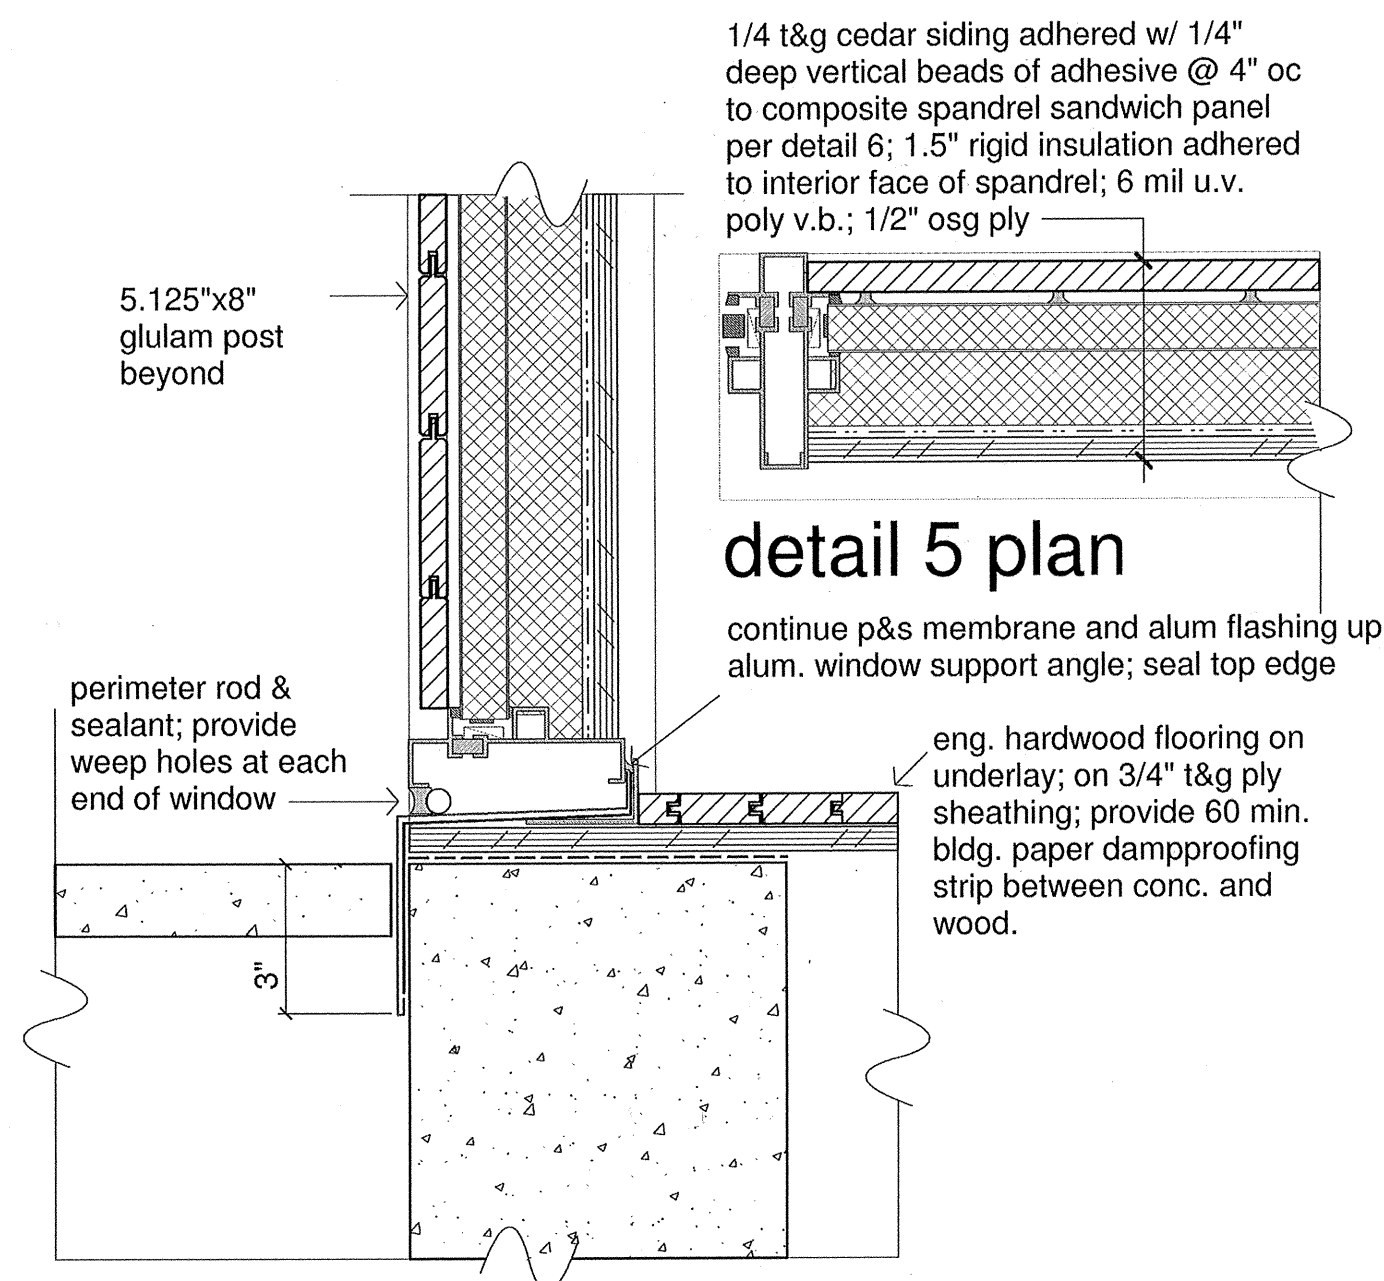 1/4 t&g cedar siding adhered w/ 1/4"
deep vertical beads of adhesive @ 4" oc
to composite spandrel sandwich panel
per detail 6; 1.5" rigid insulation adhered
to interior face of spandrel; 6 mil u.v.
poly v.b.; 1/2" osg ply
5.125"x8"
glulam post
beyond
detail 5 plan
continue p&s membrane and alum flashing up
alum. window support angle; seal top edge
perimeter rod &
sealant; provide
weep holes at each
end of window
eng. hardwood flooring on
underlay; on 3/4" t&g ply
sheathing; provide 60 min.
bldg. paper dampproofing
strip between conc. and
wood.
3"